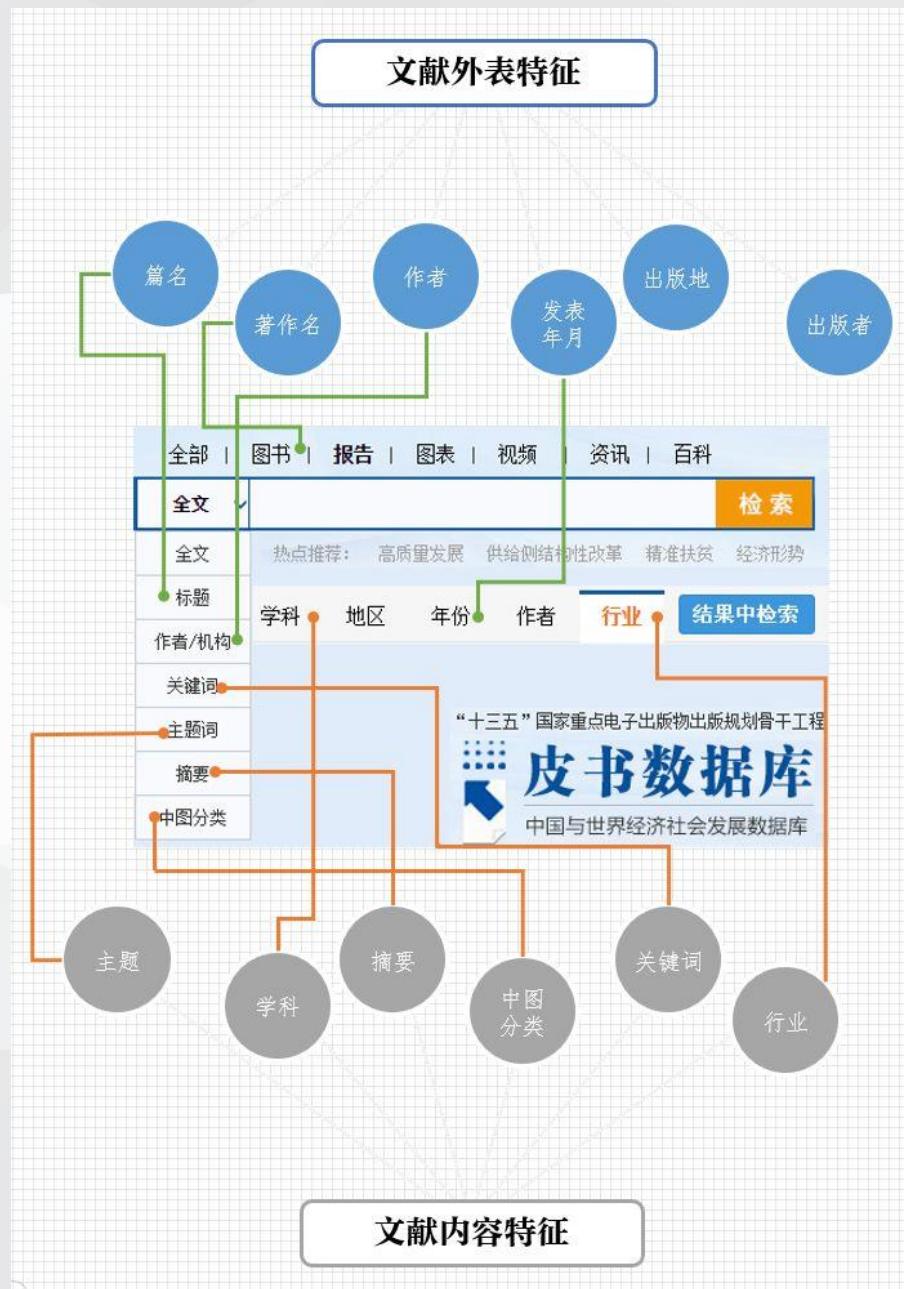 文献外表特征
篇名
著作名
作者
发表
年月
出版地
出版者
全部 | 图书 | 报告 | 图表 | 视频 | 资讯 | 百科
全文
检索
全文
热点推荐： 高质量发展 供给侧结构性改革 精准扶贫 经济形势
标题
学科 地区 年份 作者 行业 结果中检索
作者/机构
关键词
主题词
摘要
中图分类
“十三五”国家重点电子出版物出版规划骨干工程
皮书数据库
中国与世界经济社会发展数据库
主题
学科
摘要
中图
分类
关键词
行业
文献内容特征